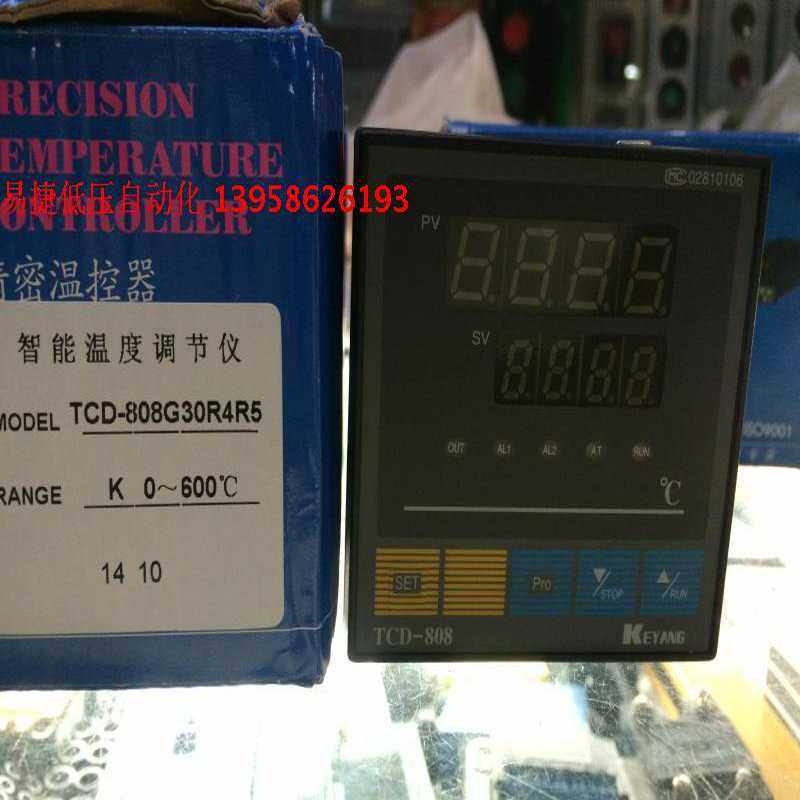 RECISION
EMPERATURE
ONTROLLER
易捷低压自动化 13958626193
精密温控器
智能温度调节仪
MODEL TCD-808G30R4R5
RANGE K 0～600℃
14 10
MC 02810106
PV
SV
OUT AL1 AL2 AT RUN
℃
SET Pro ▼/STOP ▲/RUN
TCD-808 KEYANG
ISO9001